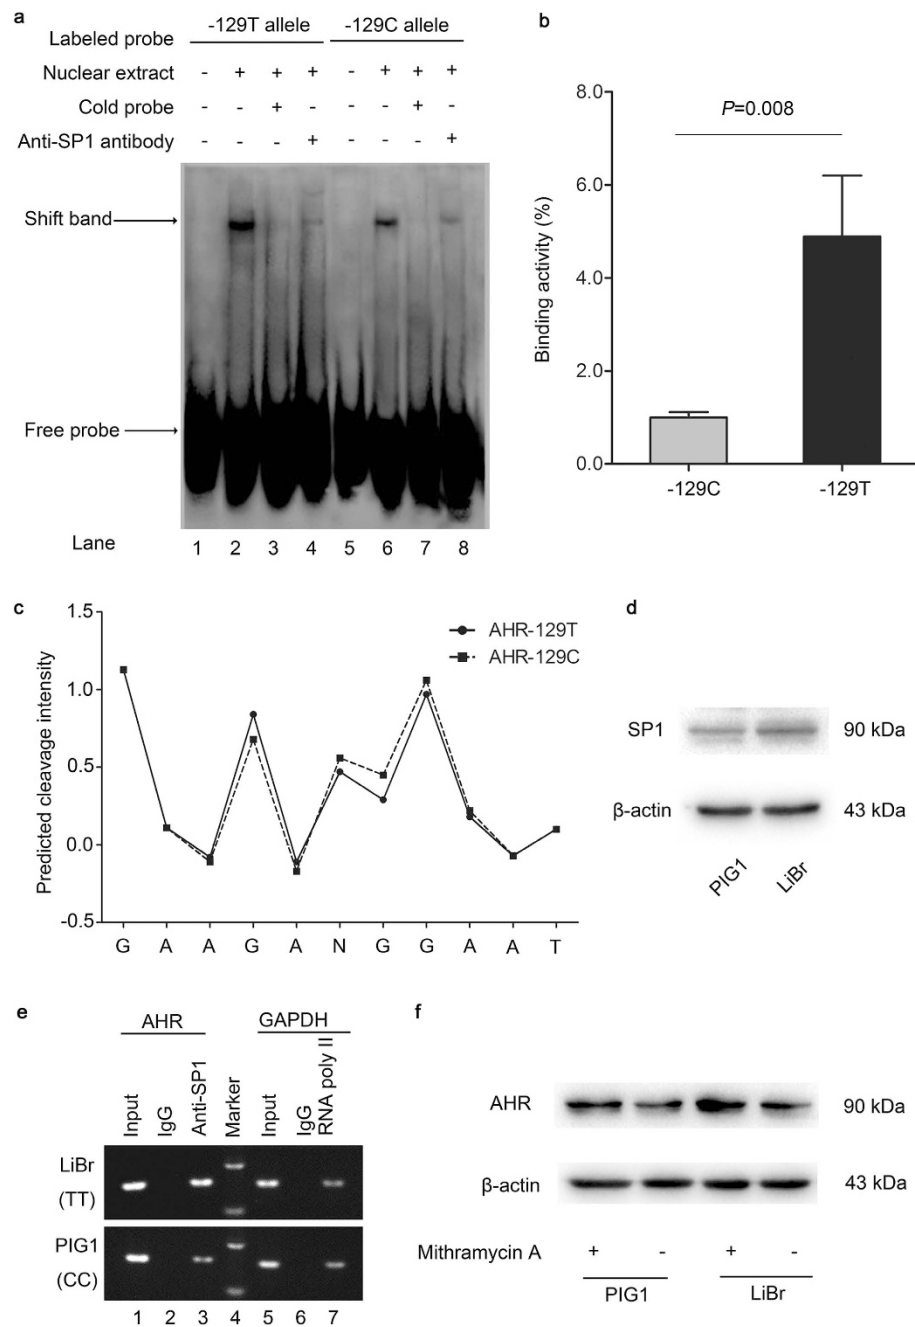 a
-129T allele -129C allele
Labeled probe
Nuclear extract - + + + - + + +
Cold probe - - + - - - + -
Anti-SP1 antibody - - - + - - - +
Shift band
Free probe
Lane 1 2 3 4 5 6 7 8
b
P=0.008
8.0
6.0
4.0
2.0
0.0
Binding activity (%)
-129C -129T
c
1.5
1.0
0.5
0.0
-0.5
Predicted cleavage intensity
AHR-129T
AHR-129C
G A A G A N G G A A T
d
SP1 90 kDa
β-actin 43 kDa
PIG1 LiBr
e
AHR GAPDH
Input IgG Anti-SP1 Marker Input IgG RNA poly II
LiBr
(TT)
PIG1
(CC)
1 2 3 4 5 6 7
f
AHR 90 kDa
β-actin 43 kDa
Mithramycin A + - + -
PIG1 LiBr